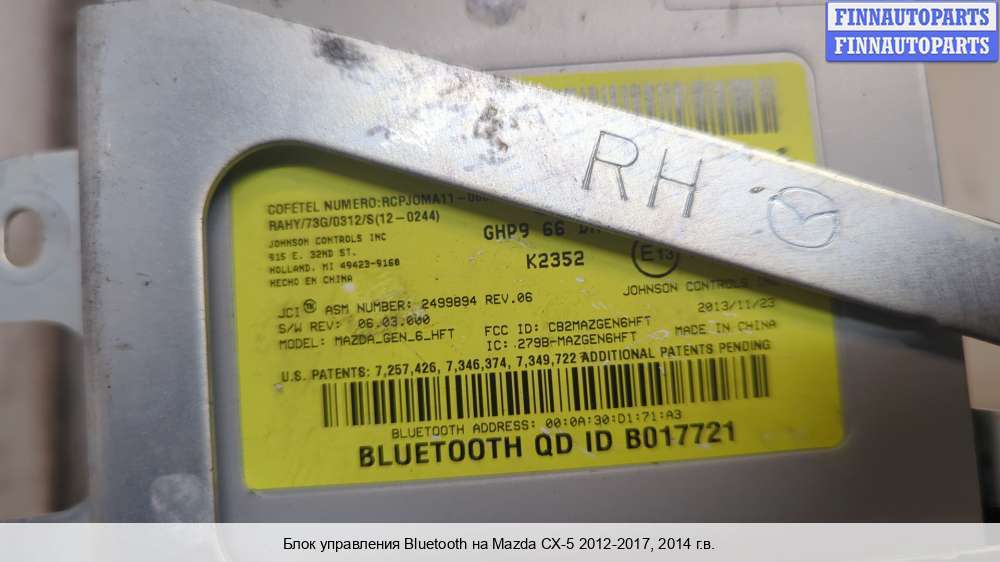 FINNAUTOPARTS
FINNAUTOPARTS
RH
COFETEL NUMERO:RCPJOMA11-
RAHY/73G/0312/S(12-0244)
JOHNSON CONTROLS INC
915 E. 32ND ST.
HOLLAND, MI 49423-9168
HECHO EN CHINA
GHP9 66
K2352
E13
JOHNSON CONTROLS
2013/11/23
MADE IN CHINA
JCI TK ASM NUMBER: 2499894 REV.06
S/W REV: 06.03.000
MODEL: MAZDA_GEN_6_HFT
FCC ID: CB2MAZGEN6HFT
IC: 279B-MAZGEN6HFT
U.S. PATENTS: 7,257,426, 7,346,374, 7,349,722 ADDITIONAL PATENTS PENDING
BLUETOOTH ADDRESS: 00:0A:30:D1:71:A3
BLUETOOTH QD ID B017721
Блок управления Bluetooth на Mazda CX-5 2012-2017, 2014 г.в.